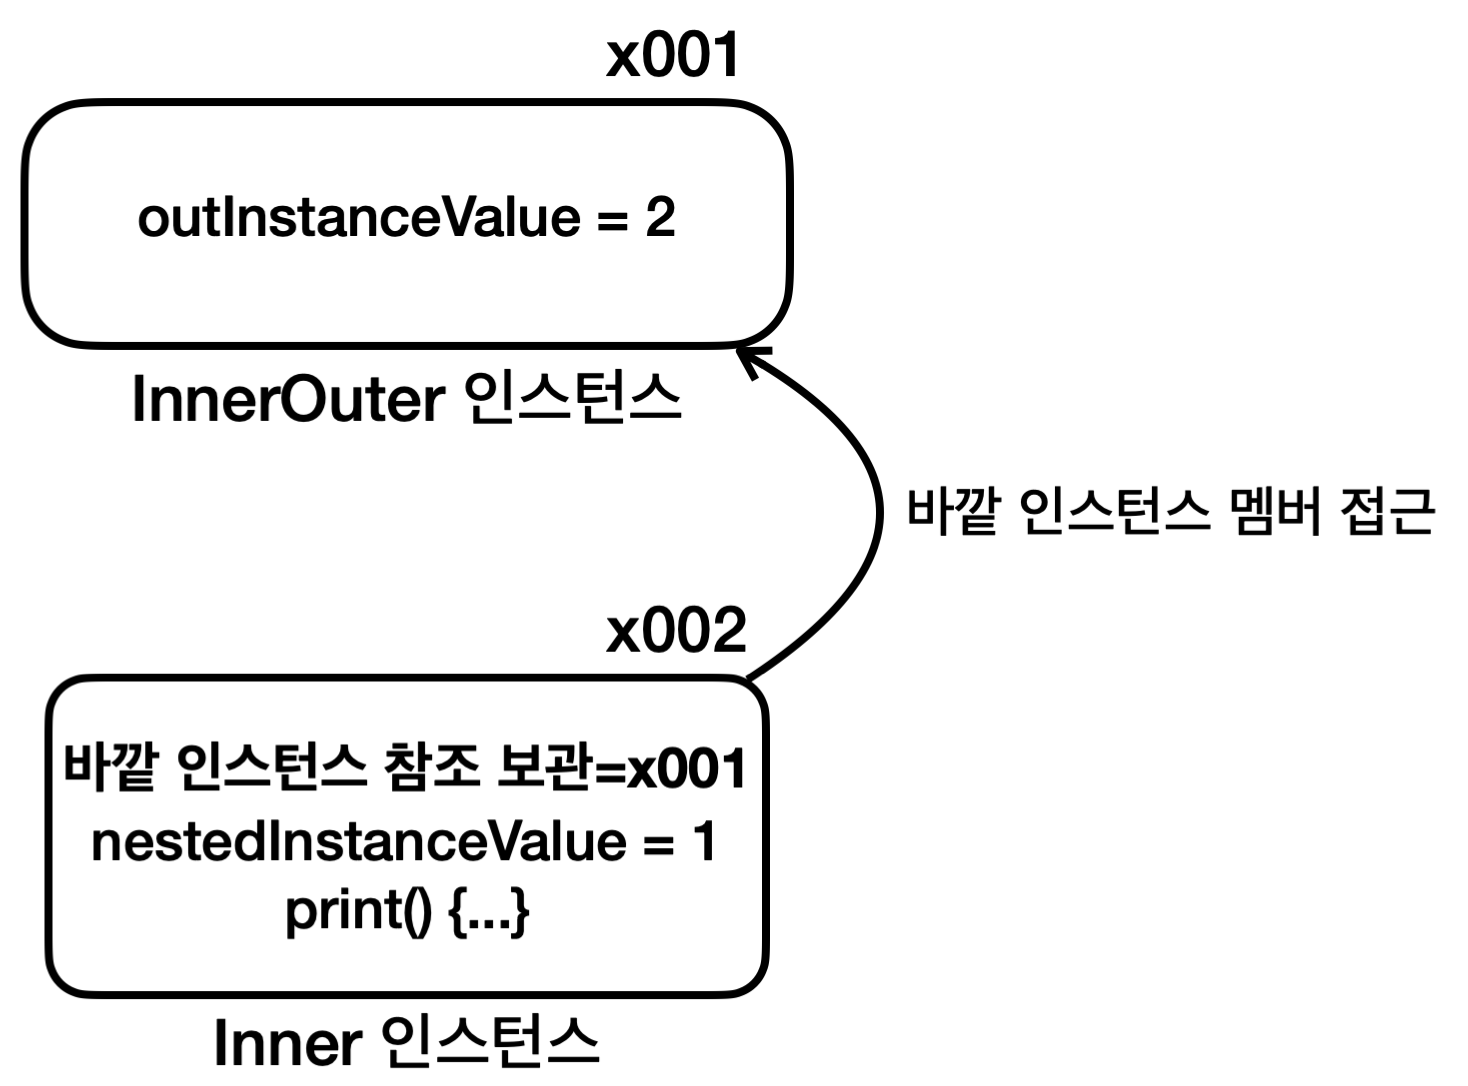 x001
outInstanceValue = 2
InnerOuter 인스턴스
바깥 인스턴스 멤버 접근
x002
바깥 인스턴스 참조 보관=x001
nestedInstanceValue = 1
print() {...}
Inner 인스턴스